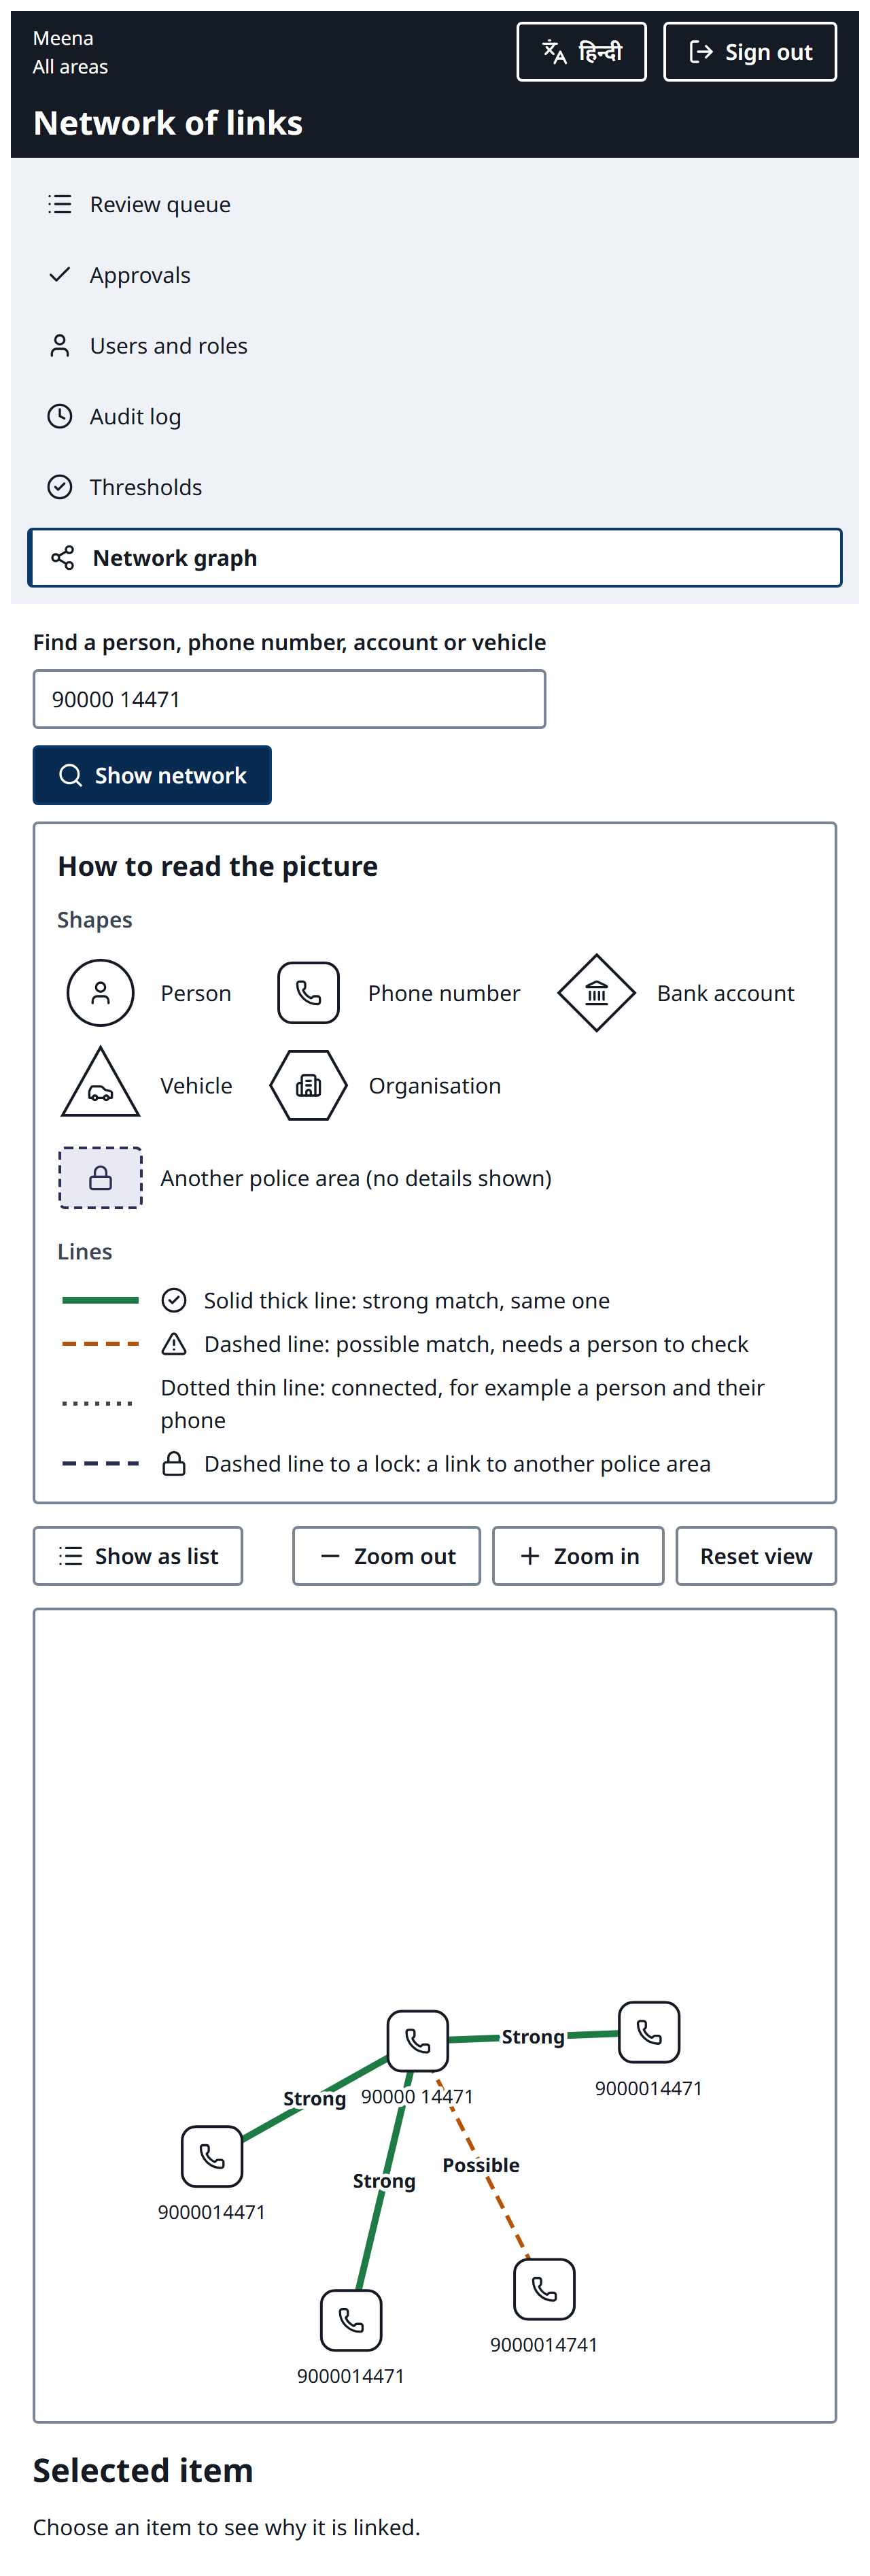 Meena
All areas
हिन्दी
Sign out
Network of links
Review queue
Approvals
Users and roles
Audit log
Thresholds
Network graph
Find a person, phone number, account or vehicle
90000 14471
Show network
How to read the picture
Shapes
Person
Phone number
Bank account
Vehicle
Organisation
Another police area (no details shown)
Lines
Solid thick line: strong match, same one
Dashed line: possible match, needs a person to check
Dotted thin line: connected, for example a person and their
phone
Dashed line to a lock: a link to another police area
Show as list
Zoom out
Zoom in
Reset view
Strong
9000014471
Strong
90000 14471
Possible
Strong
9000014471
9000014741
9000014471
Selected item
Choose an item to see why it is linked.